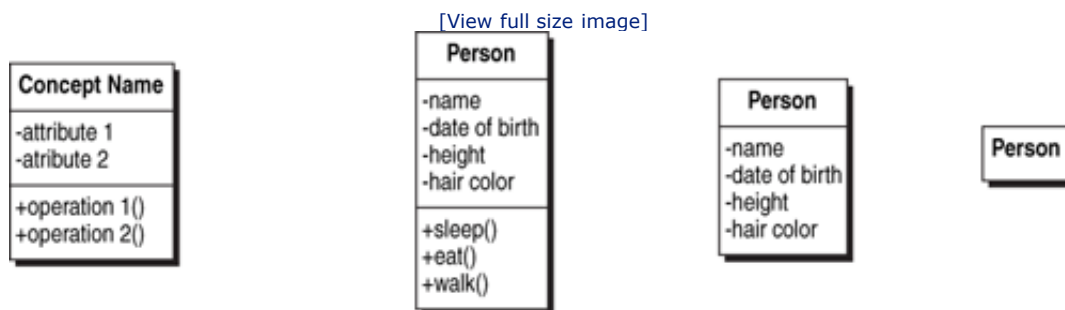 [View full size image]
Concept Name
-attribute 1
-atribute 2
+operation 1()
+operation 2()
Person
-name
-date of birth
-height
-hair color
+sleep()
+eat()
+walk()
Person
-name
-date of birth
-height
-hair color
Person